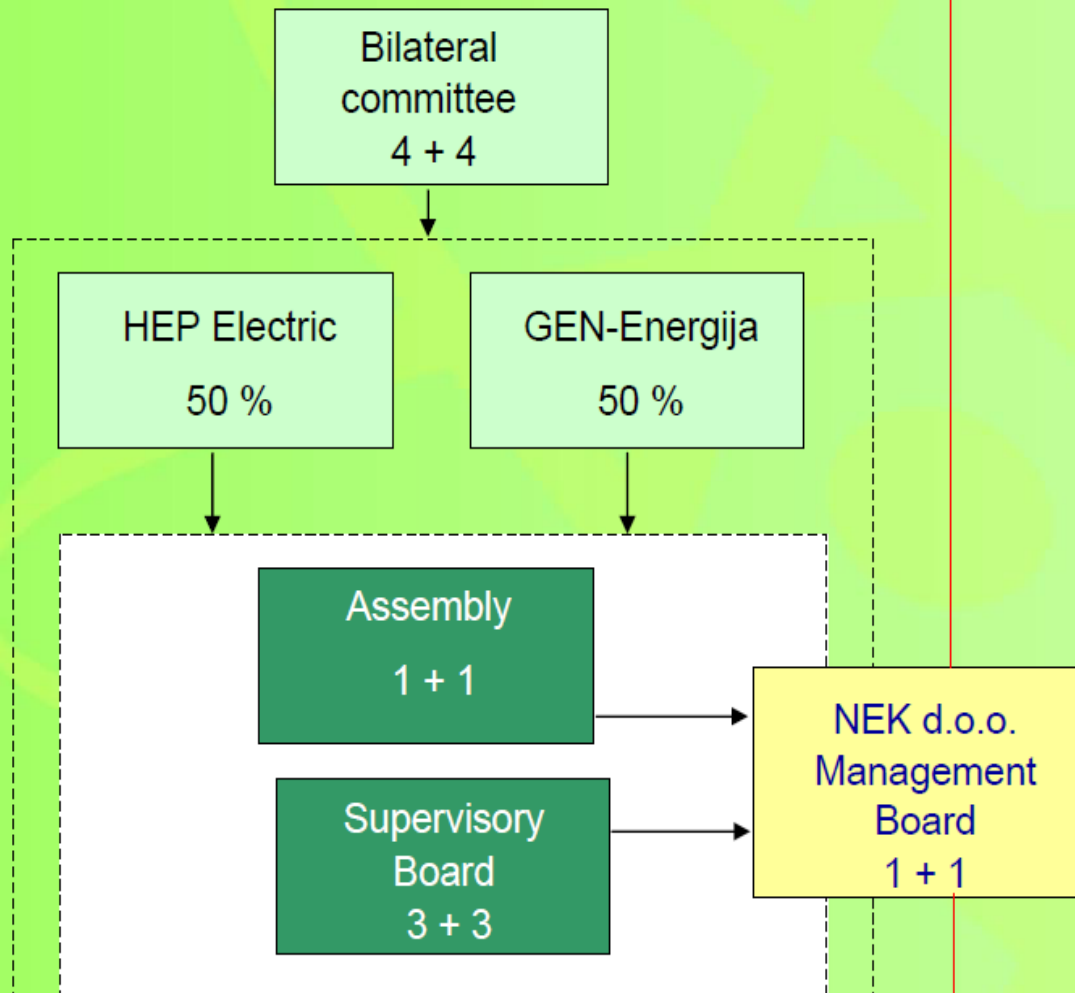 Bilateral
committee
4 + 4
HEP Electric
50 %
GEN-Energija
50 %
Assembly
1 + 1
Supervisory
Board
3 + 3
NEK d.o.o.
Management
Board
1 + 1